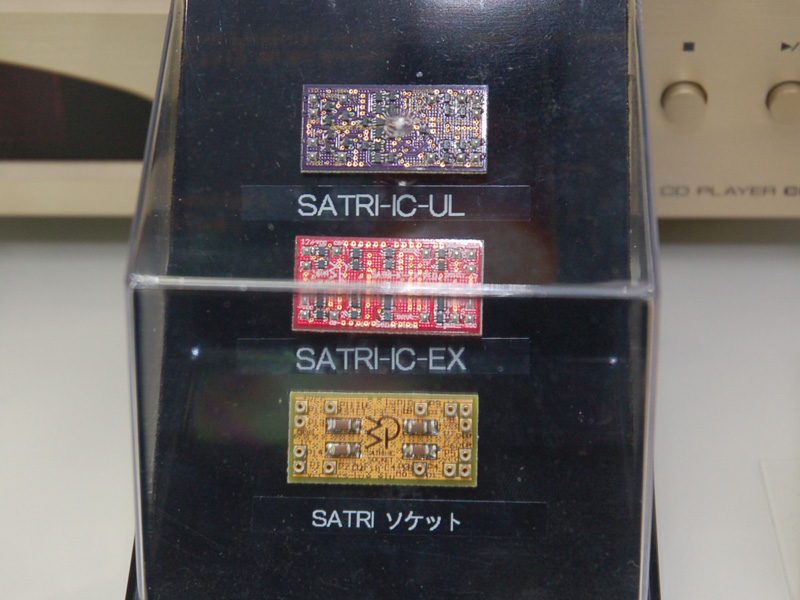 CD PLAYER
SATRI-IC-UL
SATRI-IC-EX
SATRI ソケット